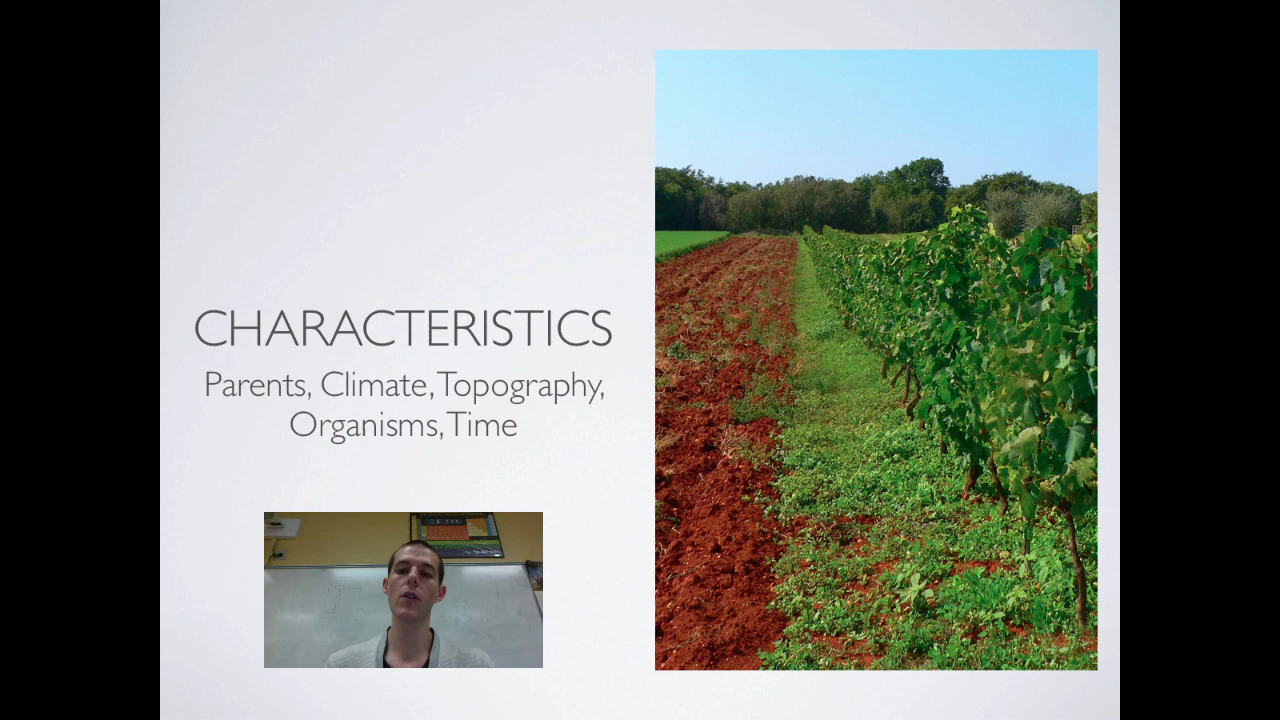 CHARACTERISTICS
Parents, Climate, Topography,
Organisms, Time